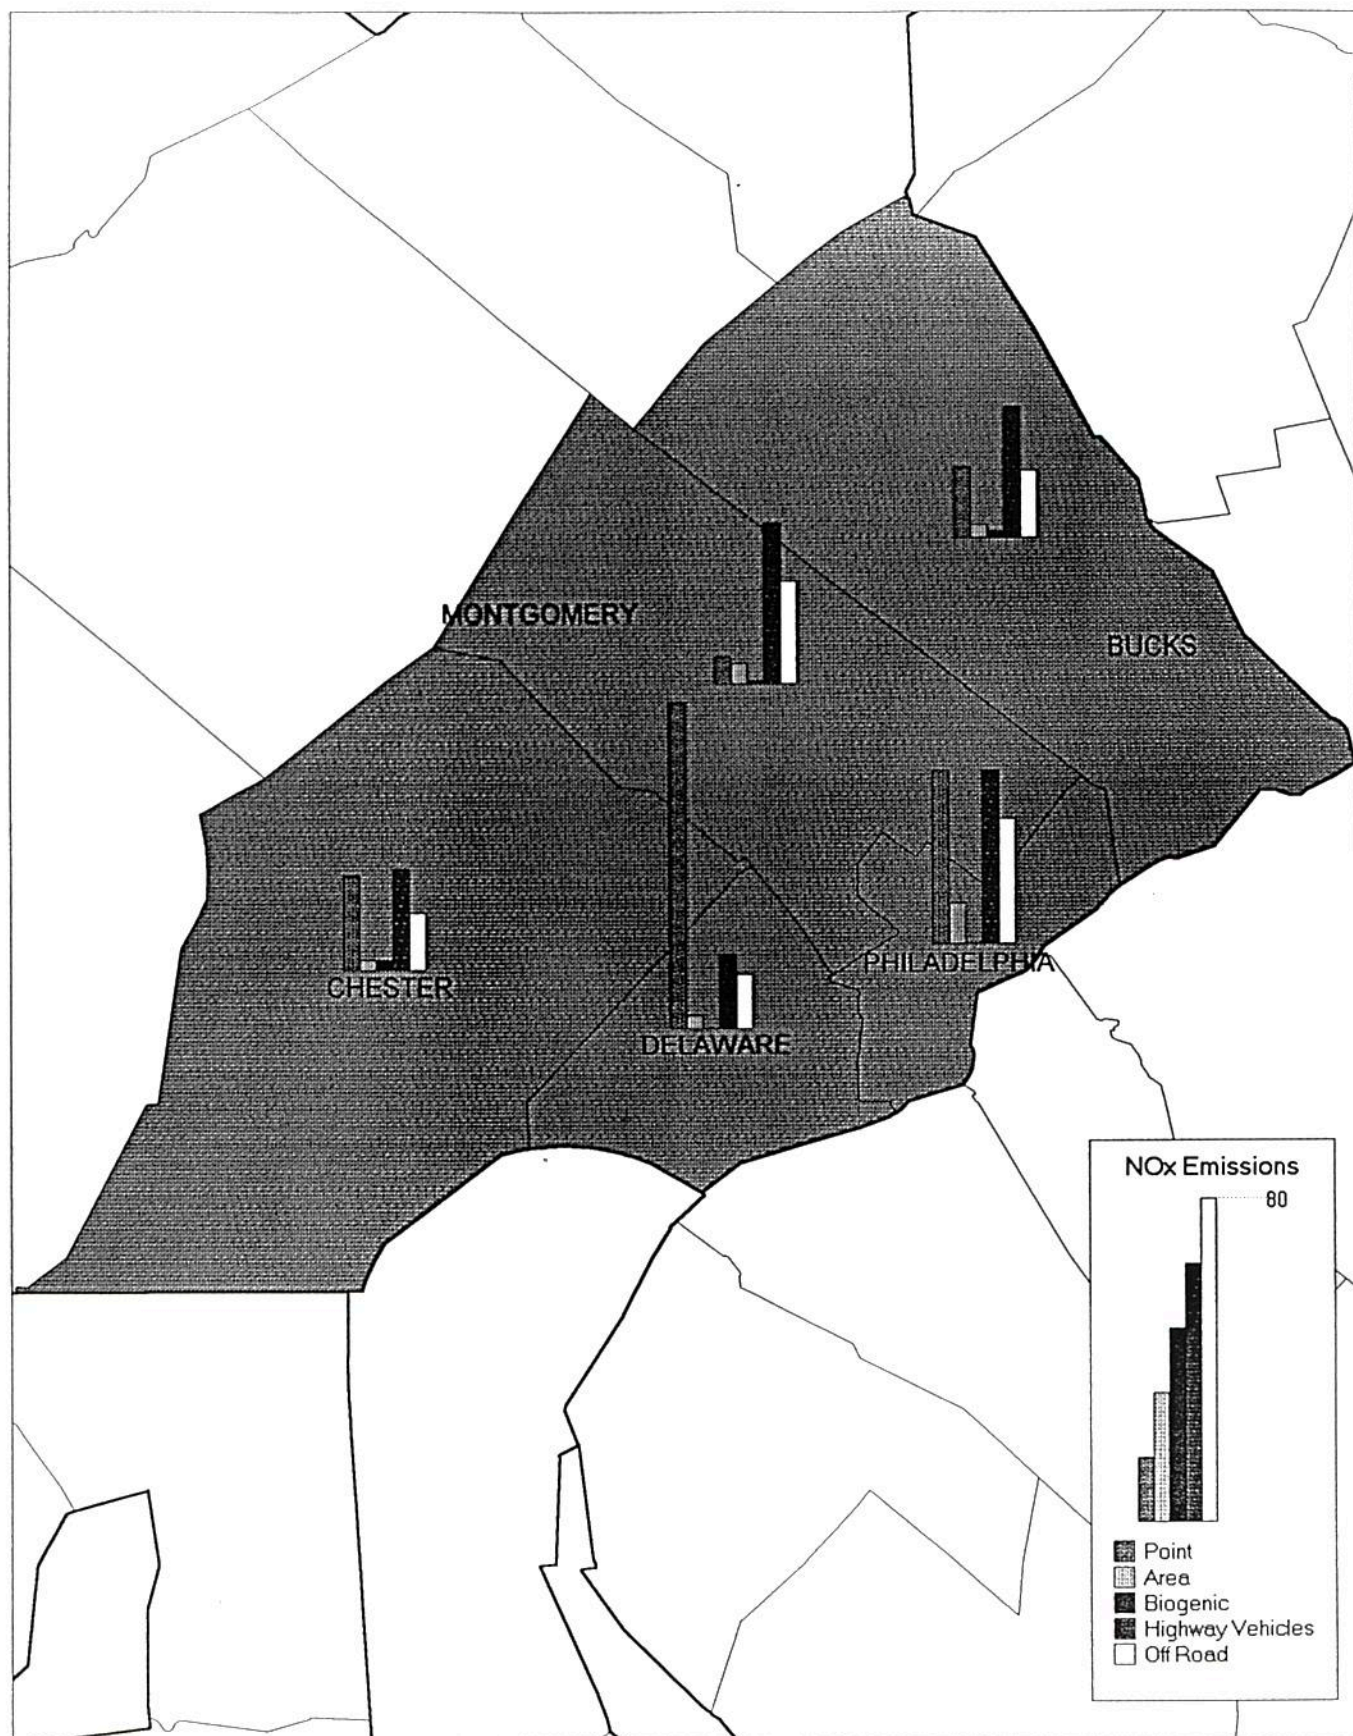 MONTGOMERY
BUCKS
PHILADELPHIA
CHESTER
DELAWARE
NOx Emissions
80
Point
Area
Biogenic
Highway Vehicles
Off Road